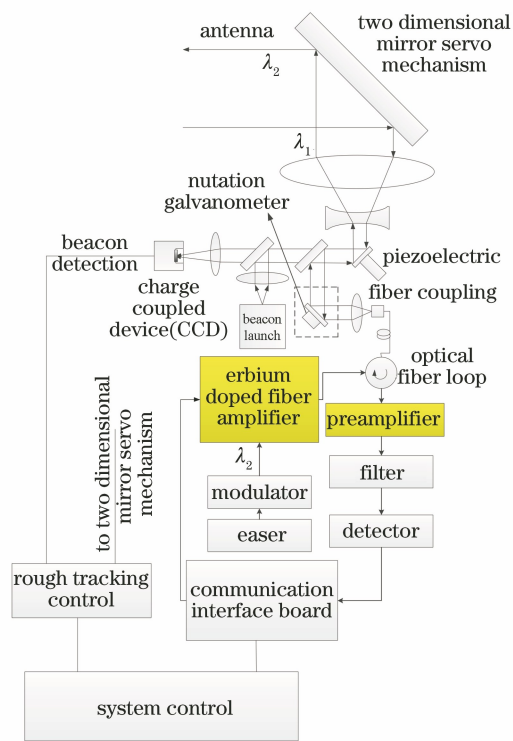 antenna
two dimensional
mirror servo
mechanism
λ2
λ1
nutation
galvanometer
beacon
detection
piezoelectric
charge
coupled
device(CCD)
beacon
launch
fiber coupling
optical
fiber loop
erbium
doped fiber
amplifier
preamplifier
λ2
filter
modulator
easer
detector
to two dimensional
mirror servo
mechanism
rough tracking
control
communication
interface board
system control